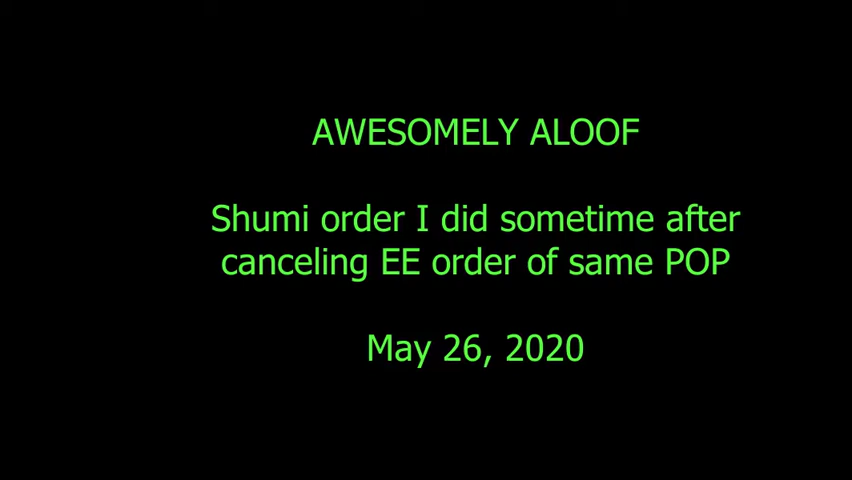 AWESOMELY ALOOF
Shumi order I did sometime after
canceling EE order of same POP
May 26, 2020